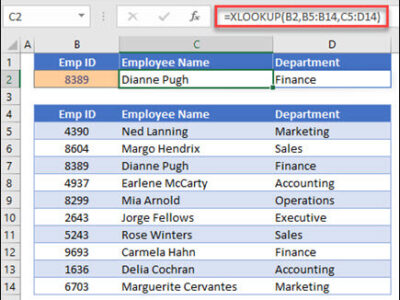 C2 fx =XLOOKUP(B2,B5:B14,C5:D14)
A B C D
1 Emp ID Employee Name Department
2 8389 Dianne Pugh Finance
3
4 Emp ID Employee Name Department
5 4390 Ned Lanning Marketing
6 8604 Margo Hendrix Sales
7 8389 Dianne Pugh Finance
8 4937 Earlene McCarty Accounting
9 8299 Mia Arnold Operations
10 2643 Jorge Fellows Executive
11 5243 Rose Winters Sales
12 9693 Carmela Hahn Finance
13 1636 Delia Cochran Accounting
14 6703 Marguerite Cervantes Marketing